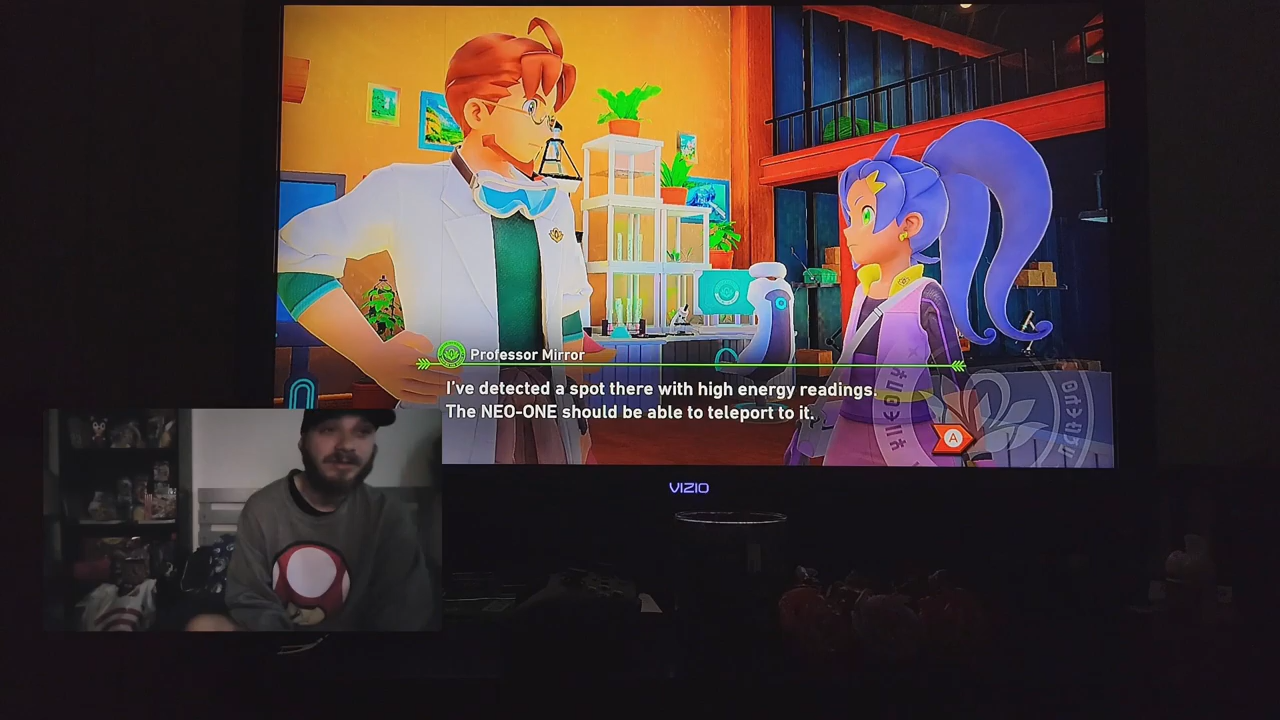 Professor Mirror
I've detected a spot there with high energy readings.
The NEO-ONE should be able to teleport to it.
A
VIZIO